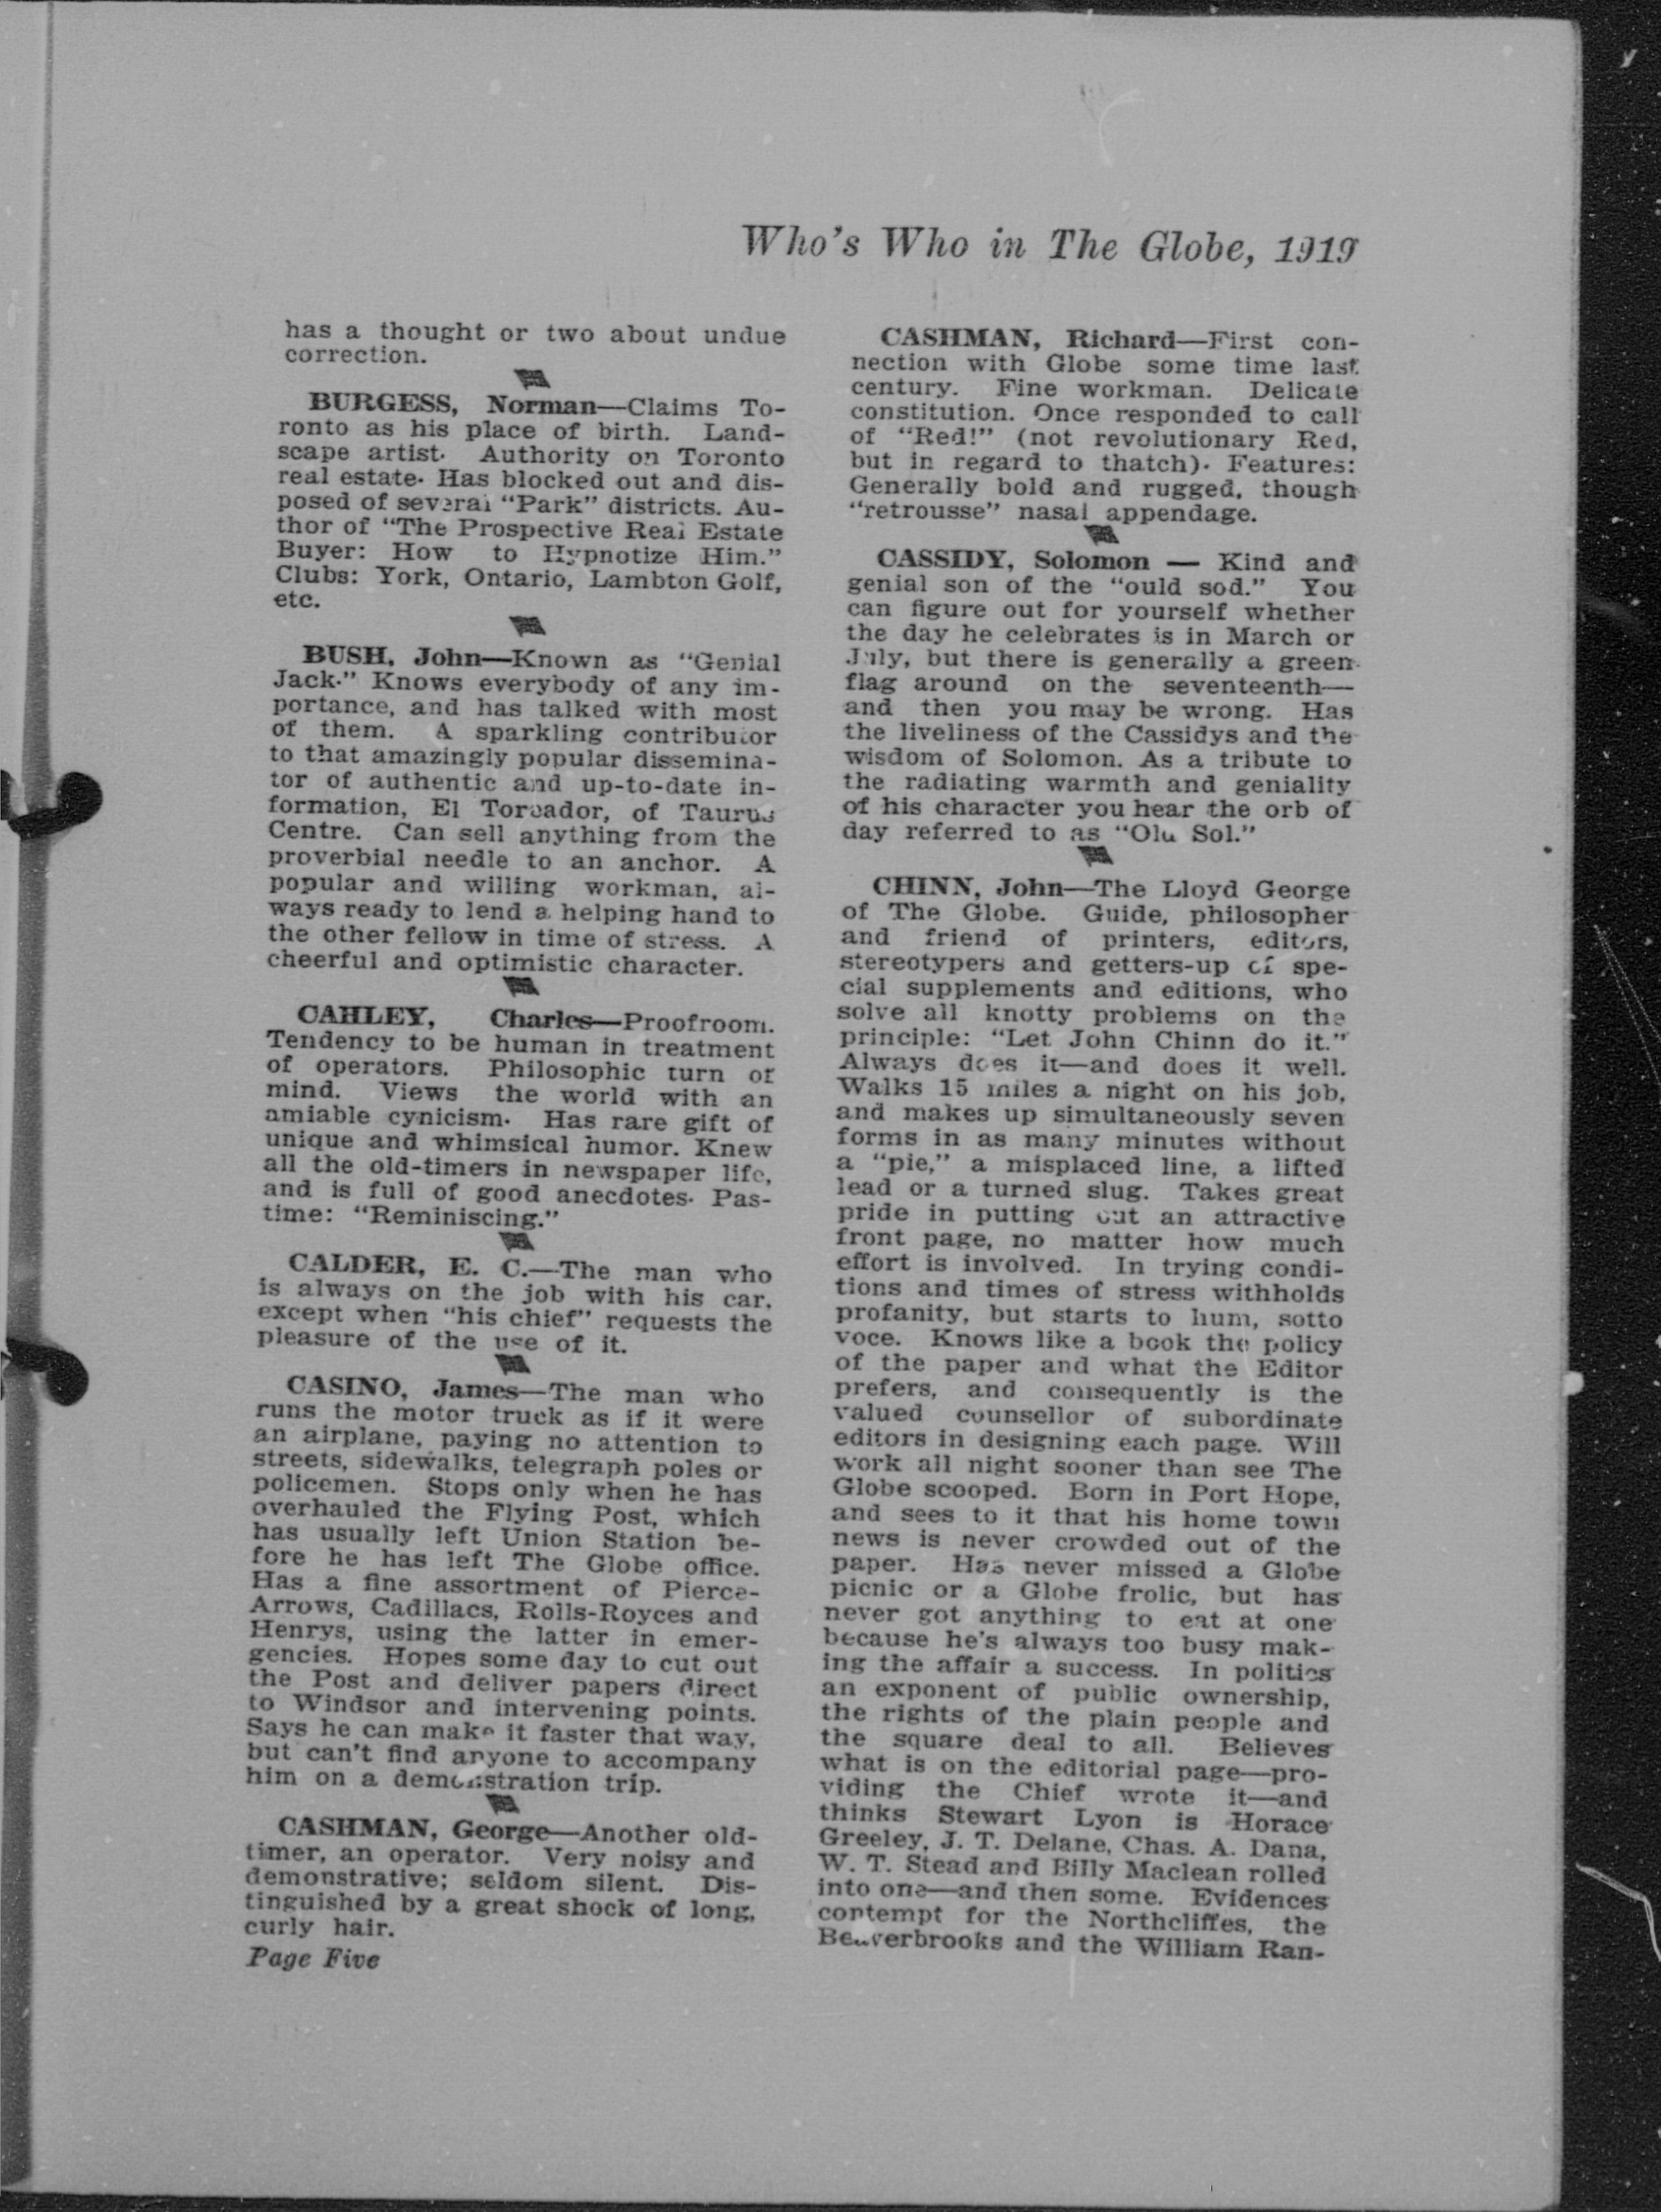 Who's Who in The Globe, 1919
has a thought or two about undue
correction.
BURGESS, Norman—Claims To-
ronto as his place of birth. Land-
scape artist. Authority on Toronto
real estate. Has blocked out and dis-
posed of several "Park" districts. Au-
thor of "The Prospective Real Estate
Buyer: How to Hypnotize Him."
Clubs: York, Ontario, Lambton Golf,
etc.
BUSH, John—Known as "Genial
Jack." Knows everybody of any im-
portance, and has talked with most
of them. A sparkling contributor
to that amazingly popular dissemina-
tor of authentic and up-to-date in-
formation, El Toreador, of Taurus
Centre. Can sell anything from the
proverbial needle to an anchor. A
popular and willing workman, al-
ways ready to lend a helping hand to
the other fellow in time of stress. A
cheerful and optimistic character.
CAHLEY, Charles—Proofroom.
Tendency to be human in treatment
of operators. Philosophic turn of
mind. Views the world with an
amiable cynicism. Has rare gift of
unique and whimsical humor. Knew
all the old-timers in newspaper life,
and is full of good anecdotes. Pas-
time: "Reminiscing."
CALDER, E. C.—The man who
is always on the job with his car,
except when "his chief" requests the
pleasure of the use of it.
CASINO, James—The man who
runs the motor truck as if it were
an airplane, paying no attention to
streets, sidewalks, telegraph poles or
policemen. Stops only when he has
overhauled the Flying Post, which
has usually left Union Station be-
fore he has left The Globe office.
Has a fine assortment of Pierce-
Arrows, Cadillacs, Rolls-Royces and
Henrys, using the latter in emer-
gencies. Hopes some day to cut out
the Post and deliver papers direct
to Windsor and intervening points.
Says he can make it faster that way,
but can't find anyone to accompany
him on a demonstration trip.
CASHMAN, George—Another old-
timer, an operator. Very noisy and
demonstrative; seldom silent. Dis-
tinguished by a great shock of long,
curly hair.
Page Five
CASHMAN, Richard—First con-
nection with Globe some time last
century. Fine workman. Delicate
constitution. Once responded to call
of "Red!" (not revolutionary Red,
but in regard to thatch). Features:
Generally bold and rugged, though
"retrousse" nasal appendage.
CASSIDY, Solomon — Kind and
genial son of the "ould sod." You
can figure out for yourself whether
the day he celebrates is in March or
July, but there is generally a green
flag around on the seventeenth—
and then you may be wrong. Has
the liveliness of the Cassidys and the
wisdom of Solomon. As a tribute to
the radiating warmth and geniality
of his character you hear the orb of
day referred to as "Old Sol."
CHINN, John—The Lloyd George
of The Globe. Guide, philosopher
and friend of printers, editors,
stereotypers and getters-up of spe-
cial supplements and editions, who
solve all knotty problems on the
principle: "Let John Chinn do it."
Always does it—and does it well.
Walks 15 miles a night on his job,
and makes up simultaneously seven
forms in as many minutes without
a "pie," a misplaced line, a lifted
lead or a turned slug. Takes great
pride in putting out an attractive
front page, no matter how much
effort is involved. In trying condi-
tions and times of stress withholds
profanity, but starts to hum, sotto
voce. Knows like a book the policy
of the paper and what the Editor
prefers, and consequently is the
valued counsellor of subordinate
editors in designing each page. Will
work all night sooner than see The
Globe scooped. Born in Port Hope,
and sees to it that his home town
news is never crowded out of the
paper. Has never missed a Globe
picnic or a Globe frolic, but has
never got anything to eat at one
because he's always too busy mak-
ing the affair a success. In politics
an exponent of public ownership,
the rights of the plain people and
the square deal to all. Believes
what is on the editorial page—pro-
viding the Chief wrote it—and
thinks Stewart Lyon is Horace
Greeley, J. T. Delane, Chas. A. Dana,
W. T. Stead and Billy Maclean rolled
into one—and then some. Evidences
contempt for the Northcliffes, the
Beaverbrooks and the William Ran-